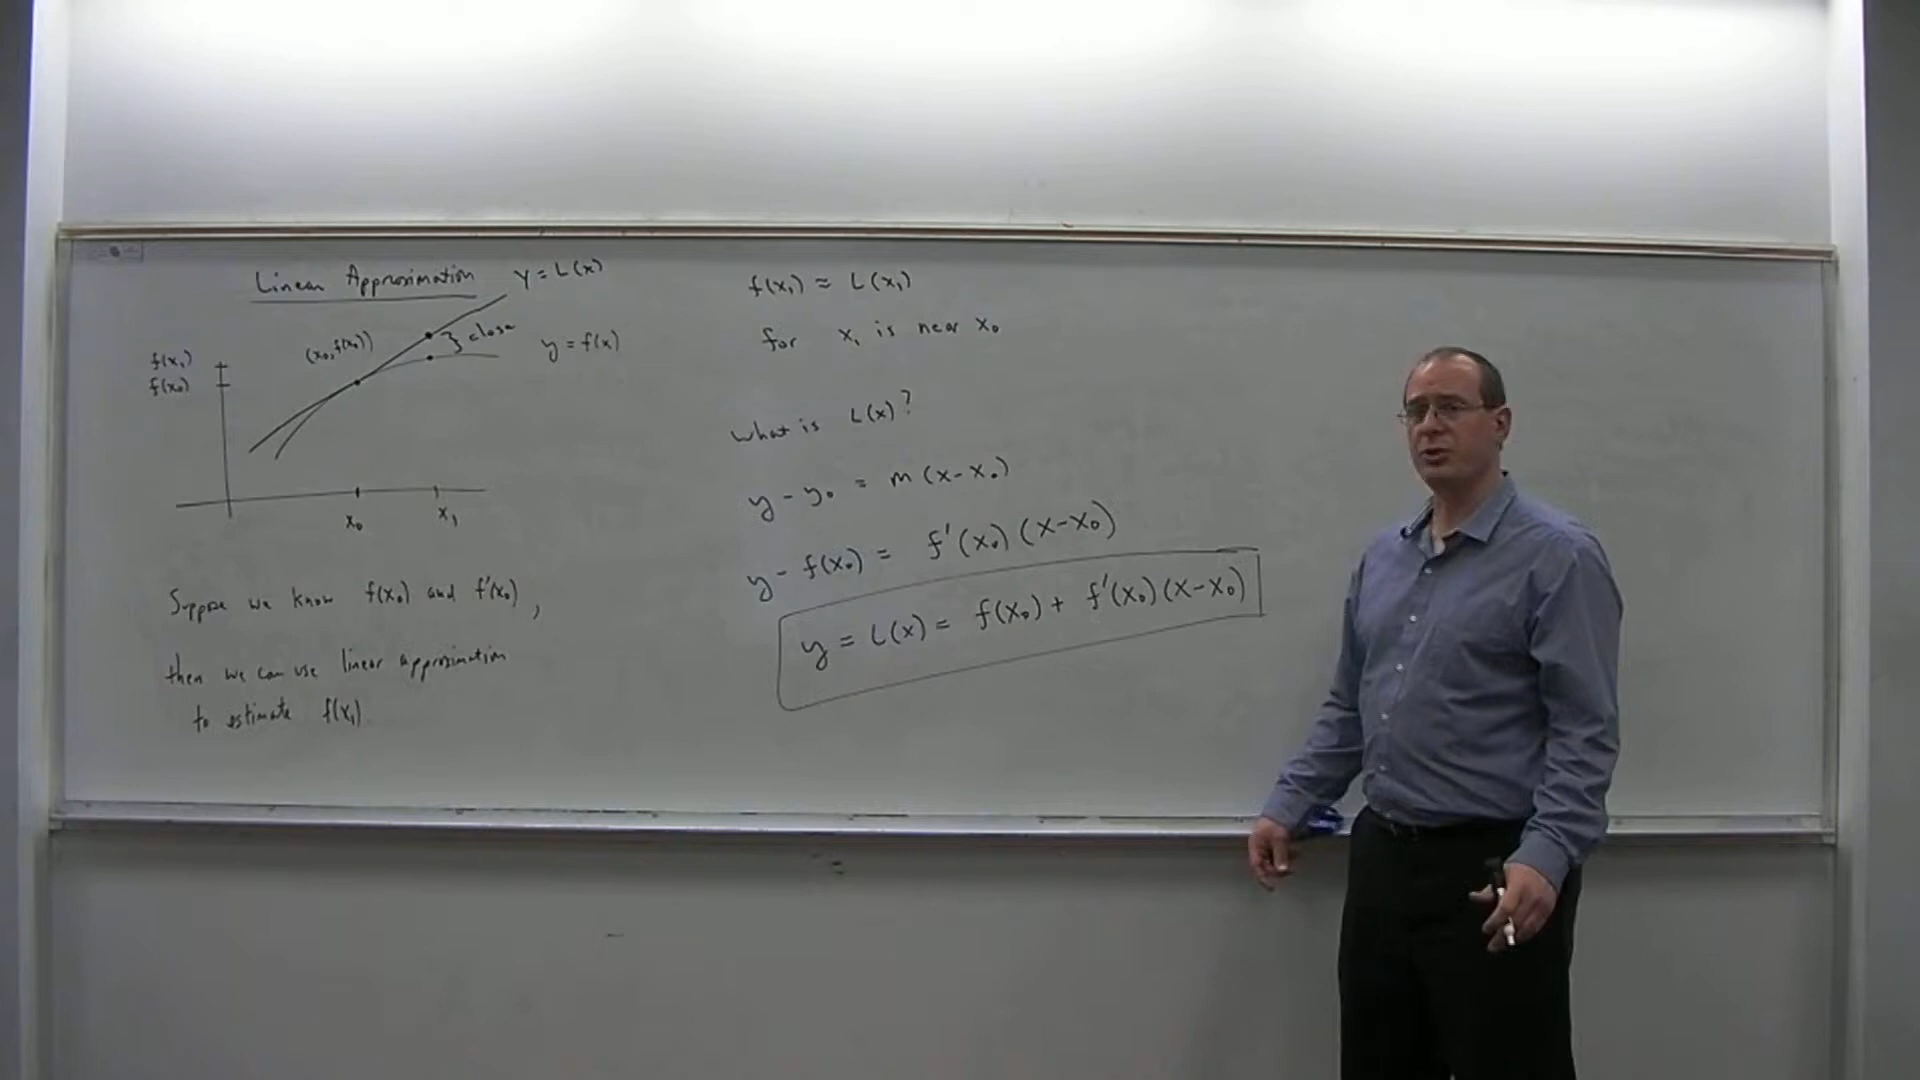 Linear Approximation
y = L(x)
(x₀, f(x₀))
} close
y = f(x)
f(x₁)
f(x₀)
x₀ x₁
Suppose we know f(x₀) and f'(x₀),
then we can use linear approximation
to estimate f(x₁)
f(x₁) ≈ L(x₁)
for x₁ is near x₀
what is L(x)?
y - y₀ = m(x-x₀)
y - f(x₀) = f'(x₀)(x-x₀)
y = L(x) = f(x₀) + f'(x₀)(x-x₀)